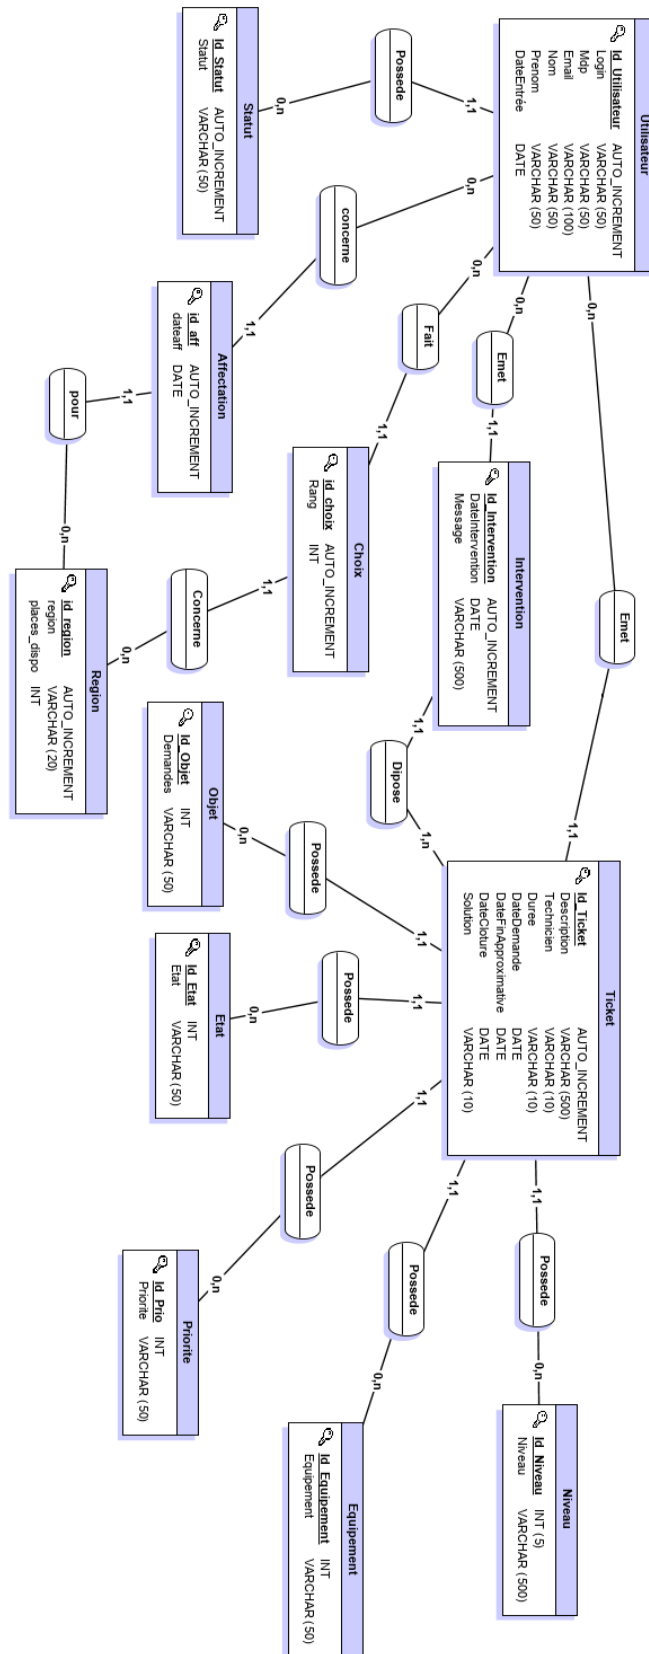 Utilisateur
Id_Utilisateur AUTO_INCREMENT
Login VARCHAR (50)
Mdp VARCHAR (50)
Email VARCHAR (100)
Nom VARCHAR (50)
Prenom VARCHAR (50)
DateEntrée DATE
0,n
Emet
1,1
Ticket
Id_Ticket AUTO_INCREMENT
Description VARCHAR (500)
Technicien VARCHAR (10)
Duree VARCHAR (10)
DateDemande DATE
DateFinApproximative DATE
DateCloture DATE
Solution VARCHAR (10)
1,1
Possede
0,n
Niveau
Id_Niveau INT (5)
Niveau VARCHAR (500)
0,n
Emet
1,1
Intervention
Id_Intervention AUTO_INCREMENT
DateIntervention DATE
Message VARCHAR (500)
1,1
Dipose
1,n
1,1
Possede
0,n
Statut
Id_Statut AUTO_INCREMENT
Statut VARCHAR (50)
0,n
concerne
1,1
Affectation
id_aff AUTO_INCREMENT
dateaff DATE
1,1
pour
0,n
0,n
Fait
1,1
Choix
id_choix AUTO_INCREMENT
Rang INT
1,1
Concerne
0,n
Region
id_region AUTO_INCREMENT
region VARCHAR (20)
places_dispo INT
1,1
Possede
0,n
Objet
Id_Objet INT
Demandes VARCHAR (50)
1,1
Possede
0,n
Etat
Id_Etat INT
Etat VARCHAR (50)
1,1
Possede
0,n
Priorite
Id_Prio INT
Priorite VARCHAR (50)
1,1
Possede
0,n
Equipement
Id_Equipement INT
Equipement VARCHAR (50)